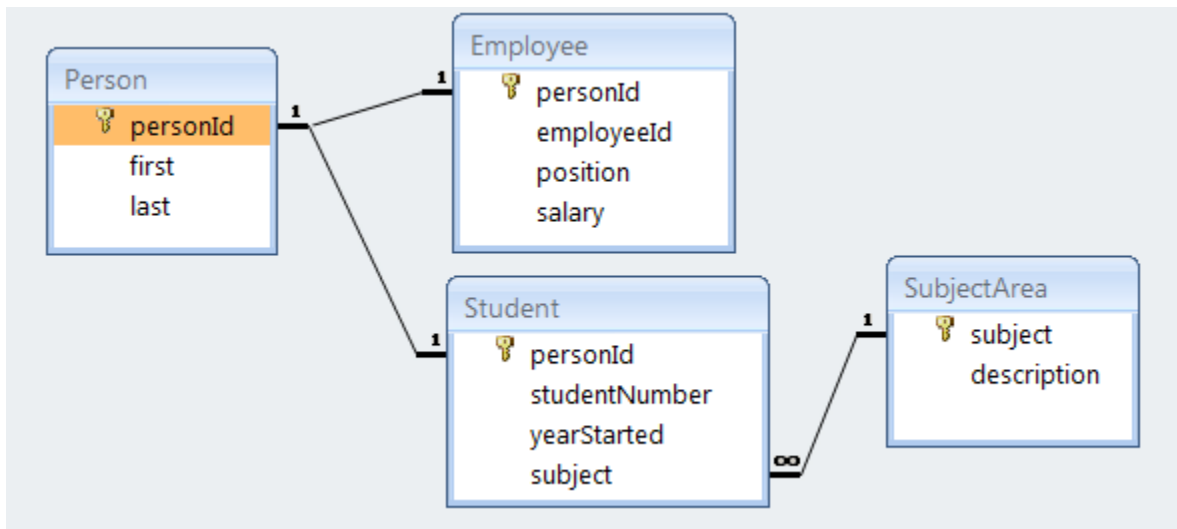 Person
personId
first
last
1
1
Employee
personId
employeeId
position
salary
1
Student
personId
studentNumber
yearStarted
subject
∞
1
SubjectArea
subject
description